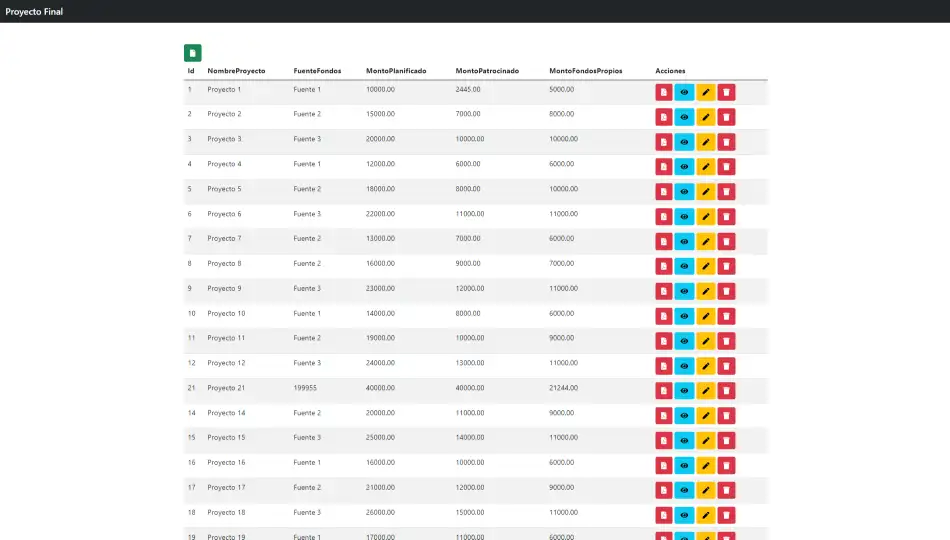 Proyecto Final
Id NombreProyecto FuenteFondos MontoPlanificado MontoPatrocinado MontoFondosPropios Acciones
1 Proyecto 1 Fuente 1 10000.00 2445.00 5000.00
2 Proyecto 2 Fuente 2 15000.00 7000.00 8000.00
3 Proyecto 3 Fuente 3 20000.00 10000.00 10000.00
4 Proyecto 4 Fuente 1 12000.00 6000.00 6000.00
5 Proyecto 5 Fuente 2 18000.00 8000.00 10000.00
6 Proyecto 6 Fuente 3 22000.00 11000.00 11000.00
7 Proyecto 7 Fuente 2 13000.00 7000.00 6000.00
8 Proyecto 8 Fuente 2 16000.00 9000.00 7000.00
9 Proyecto 9 Fuente 3 23000.00 12000.00 11000.00
10 Proyecto 10 Fuente 1 14000.00 8000.00 6000.00
11 Proyecto 11 Fuente 2 19000.00 10000.00 9000.00
12 Proyecto 12 Fuente 3 24000.00 13000.00 11000.00
21 Proyecto 21 199955 40000.00 40000.00 21244.00
14 Proyecto 14 Fuente 2 20000.00 11000.00 9000.00
15 Proyecto 15 Fuente 3 25000.00 14000.00 11000.00
16 Proyecto 16 Fuente 1 16000.00 10000.00 6000.00
17 Proyecto 17 Fuente 2 21000.00 12000.00 9000.00
18 Proyecto 18 Fuente 3 26000.00 15000.00 11000.00
19 Proyecto 19 Fuente 1 17000.00 11000.00 6000.00